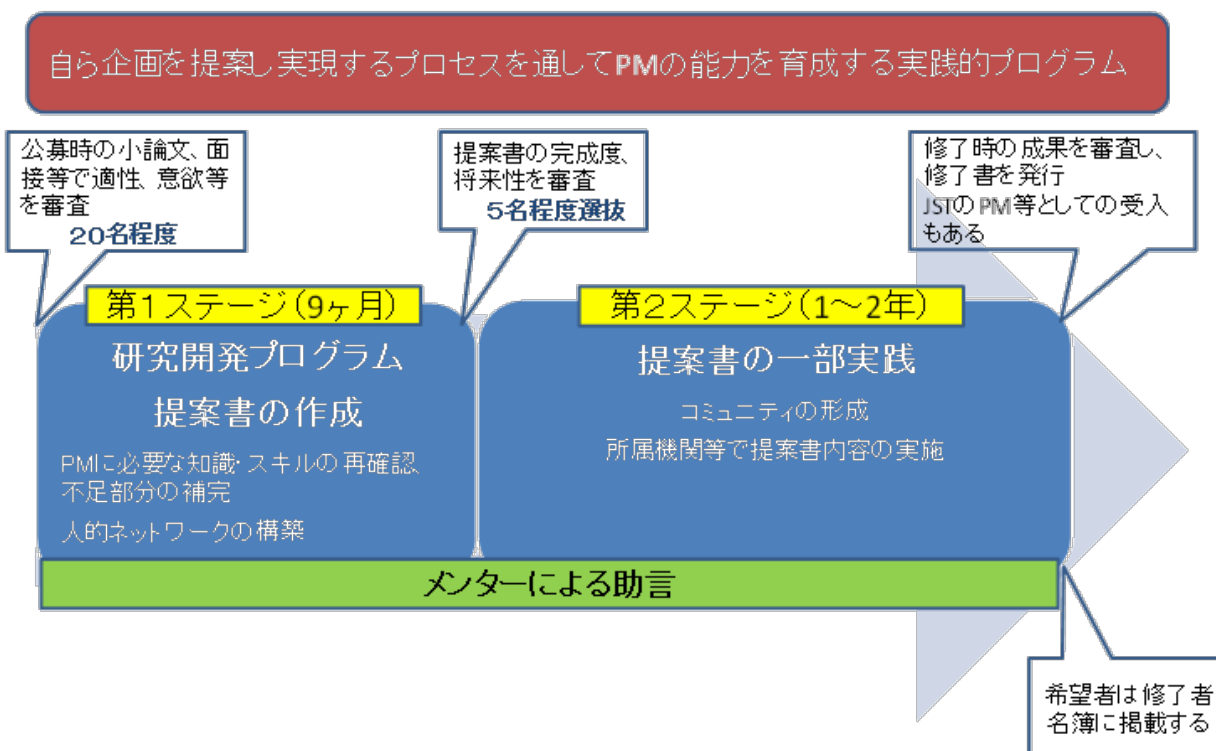 自ら企画を提案し実現するプロセスを通してPMの能力を育成する実践的プログラム
公募時の小論文、面
接等で適性、意欲等
を審査
20名程度
提案書の完成度、
将来性を審査
5名程度選抜
修了時の成果を審査し、
修了書を発行
JSTのPM等としての受入
もある
第1ステージ(9ヶ月)
研究開発プログラム
提案書の作成
PMに必要な知識・スキルの再確認
不足部分の補完
人的ネットワークの構築
第2ステージ(1～2年)
提案書の一部実践
コミュニティの形成
所属機関等で提案書内容の実施
メンターによる助言
希望者は修了者
名簿に掲載する